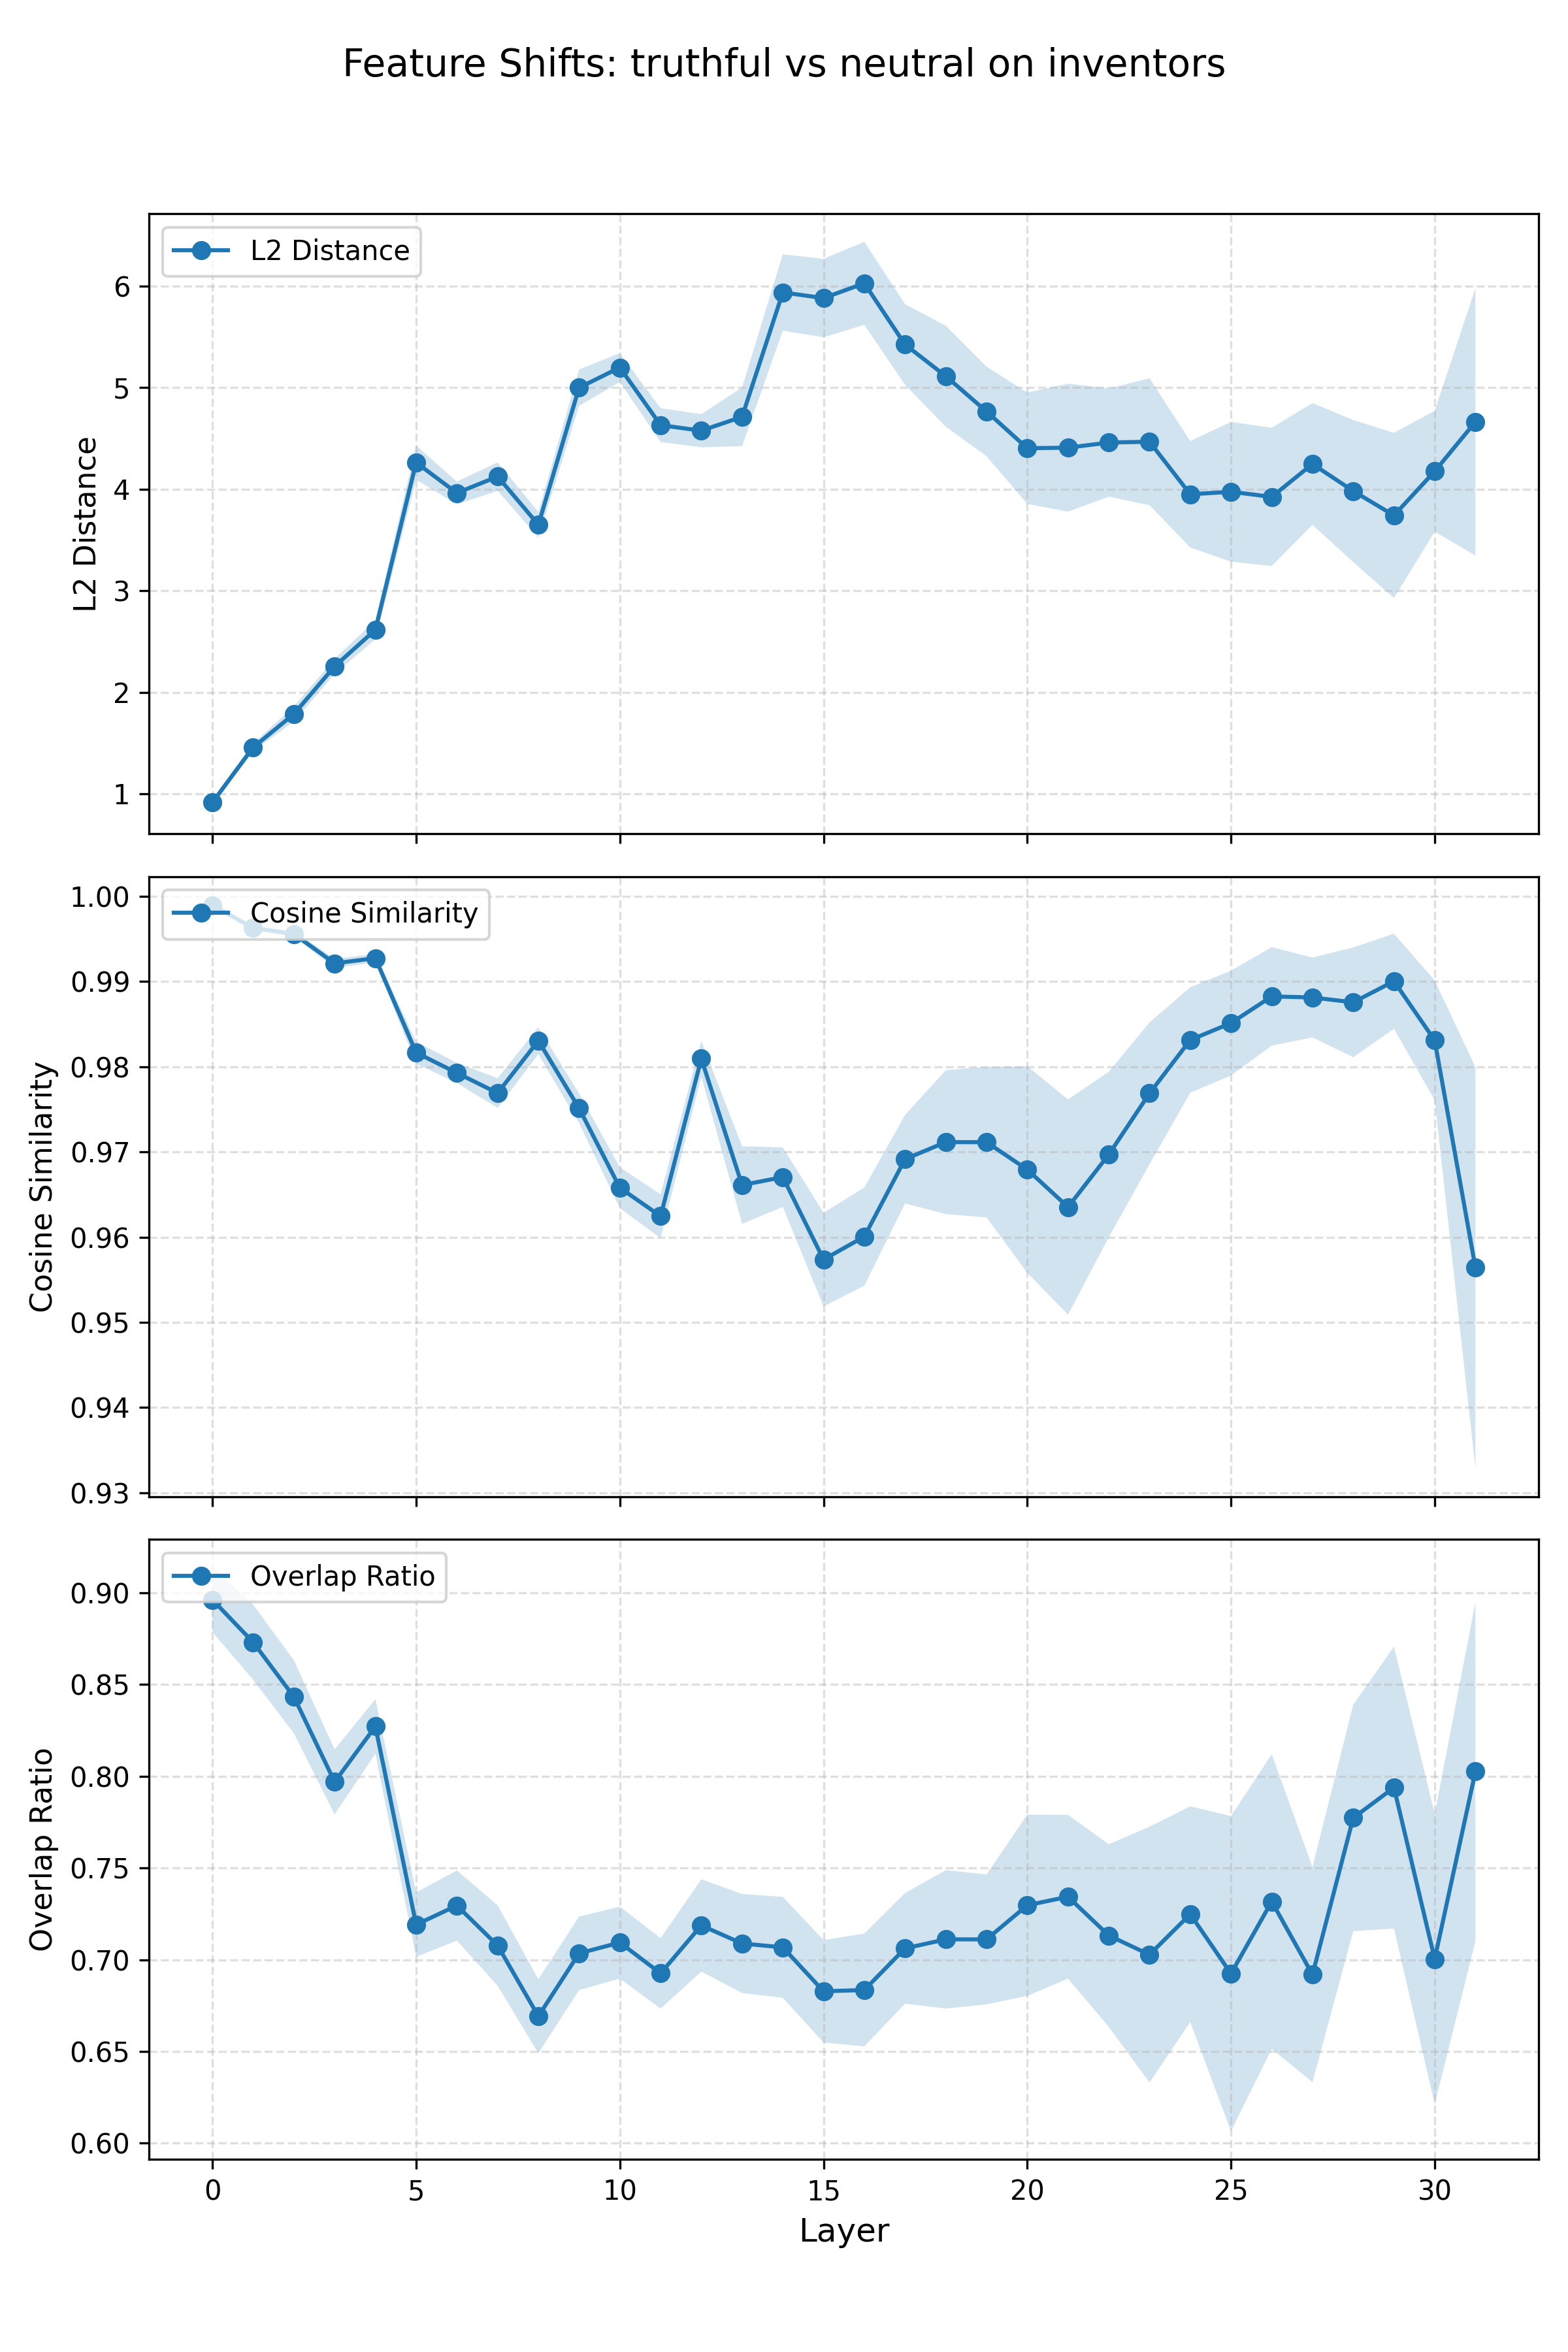 Feature Shifts: truthful vs neutral on inventors
L2 Distance
L2 Distance
6
5
4
3
2
1
Cosine Similarity
Cosine Similarity
1.00
0.99
0.98
0.97
0.96
0.95
0.94
0.93
Overlap Ratio
Overlap Ratio
0.90
0.85
0.80
0.75
0.70
0.65
0.60
0 5 10 15 20 25 30
Layer